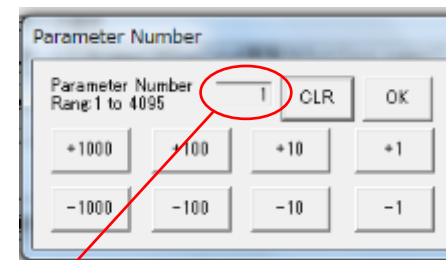 Parameter Number
Parameter Number
Rang:1 to 4095
1 CLR OK
+1000 +100 +10 +1
-1000 -100 -10 -1